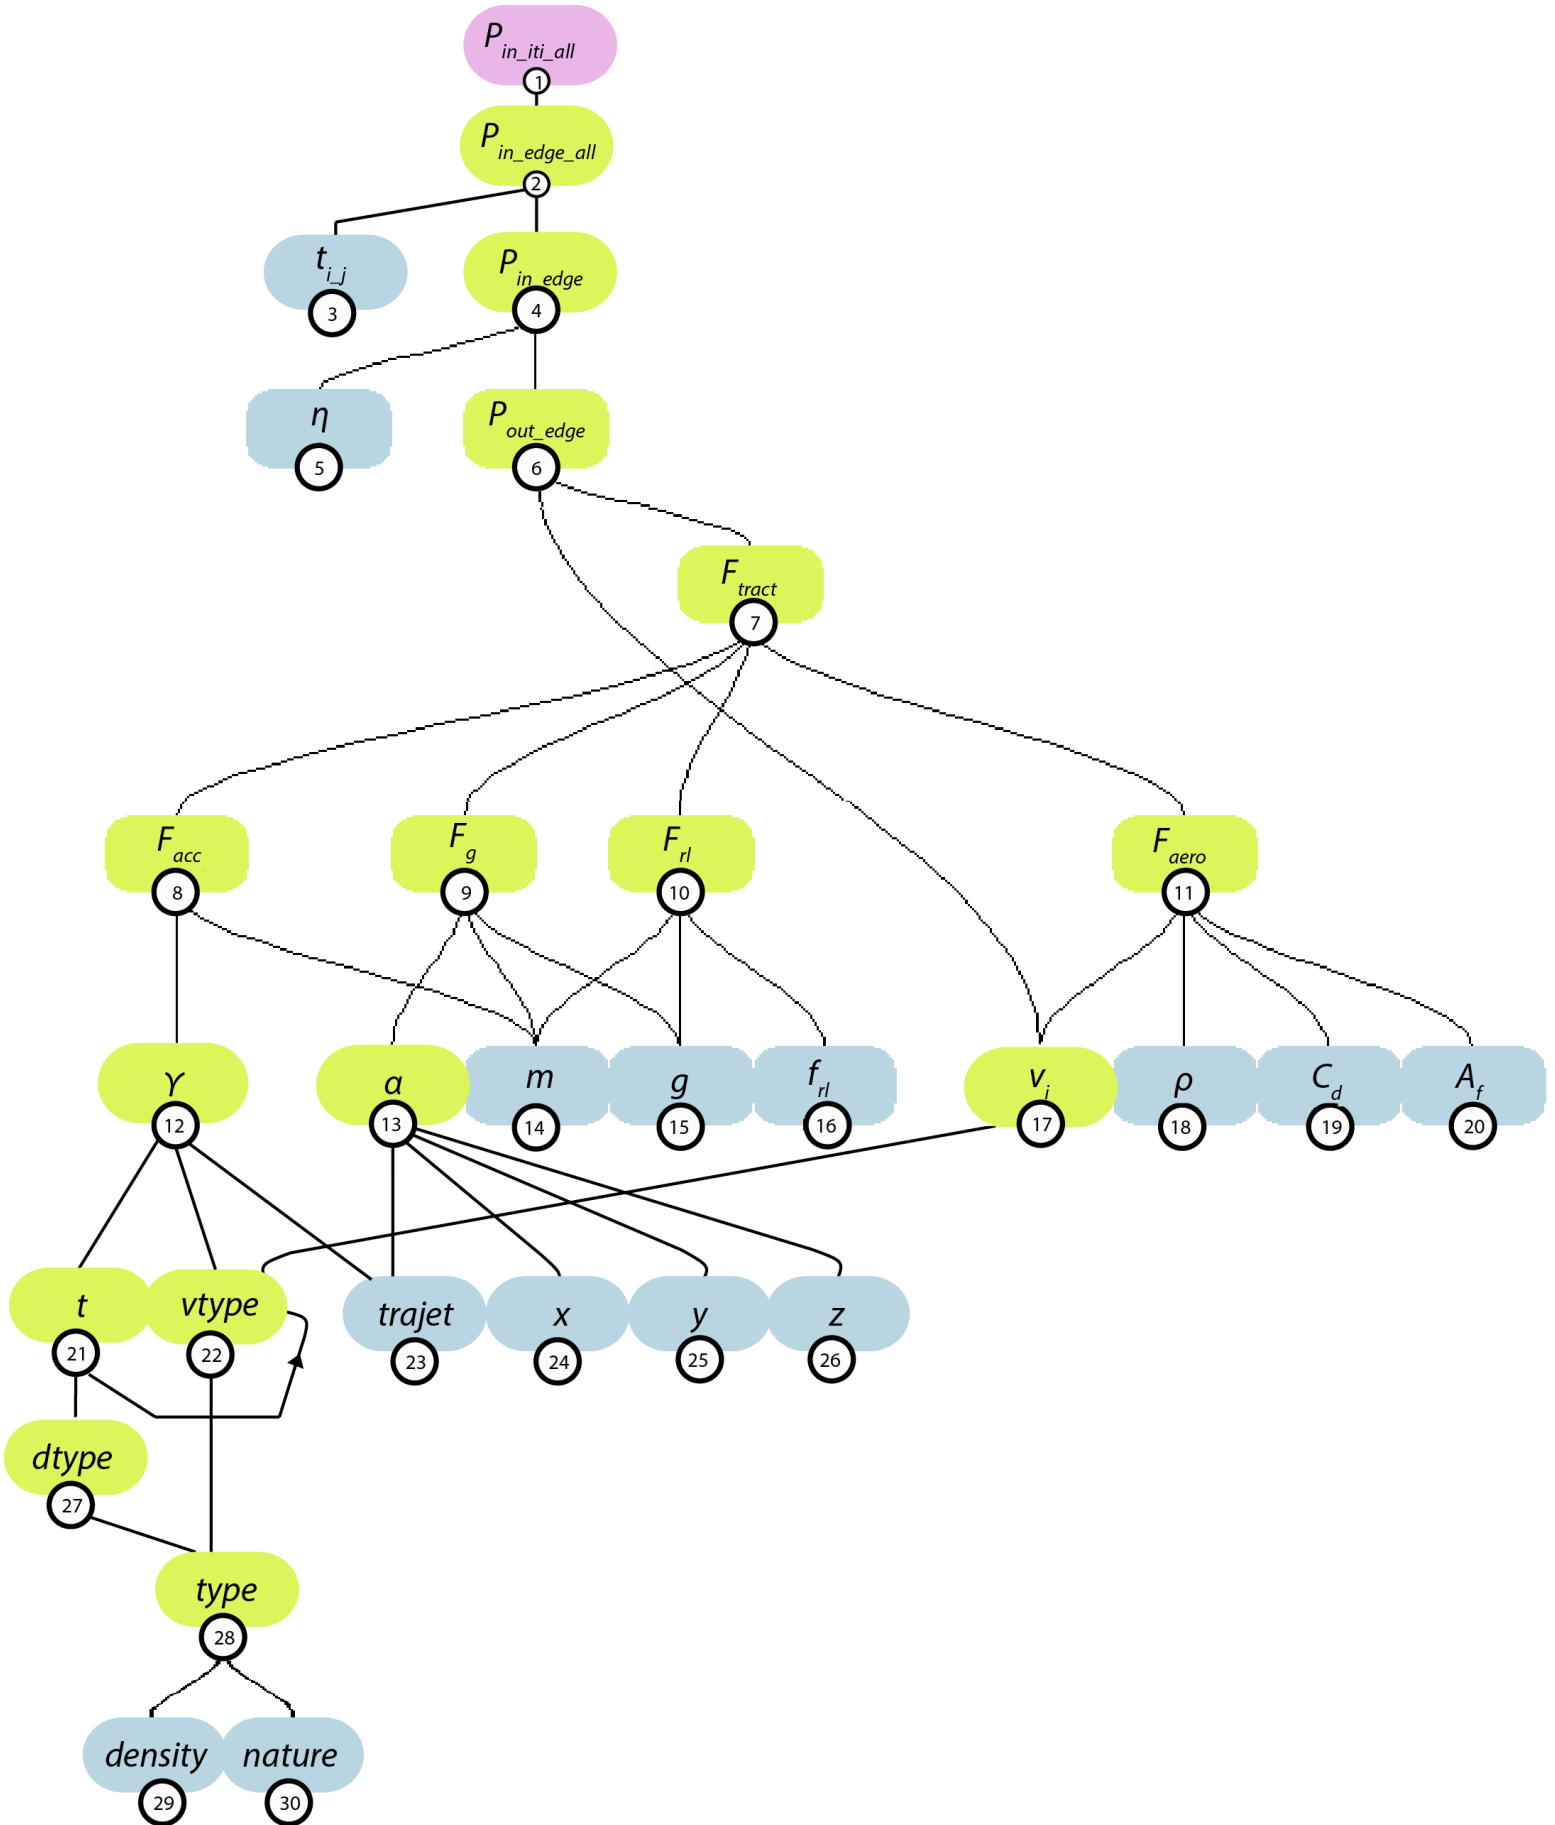 P in_iti_all
1
P in_edge_all
2
t i_j
3
P in_edge
4
η
5
P out_edge
6
F tract
7
F acc
8
F g
9
F rl
10
F aero
11
γ
12
α
13
m
14
g
15
f rl
16
v i
17
ρ
18
C d
19
A f
20
t
21
vtype
22
trajet
23
x
24
y
25
z
26
dtype
27
type
28
density
29
nature
30